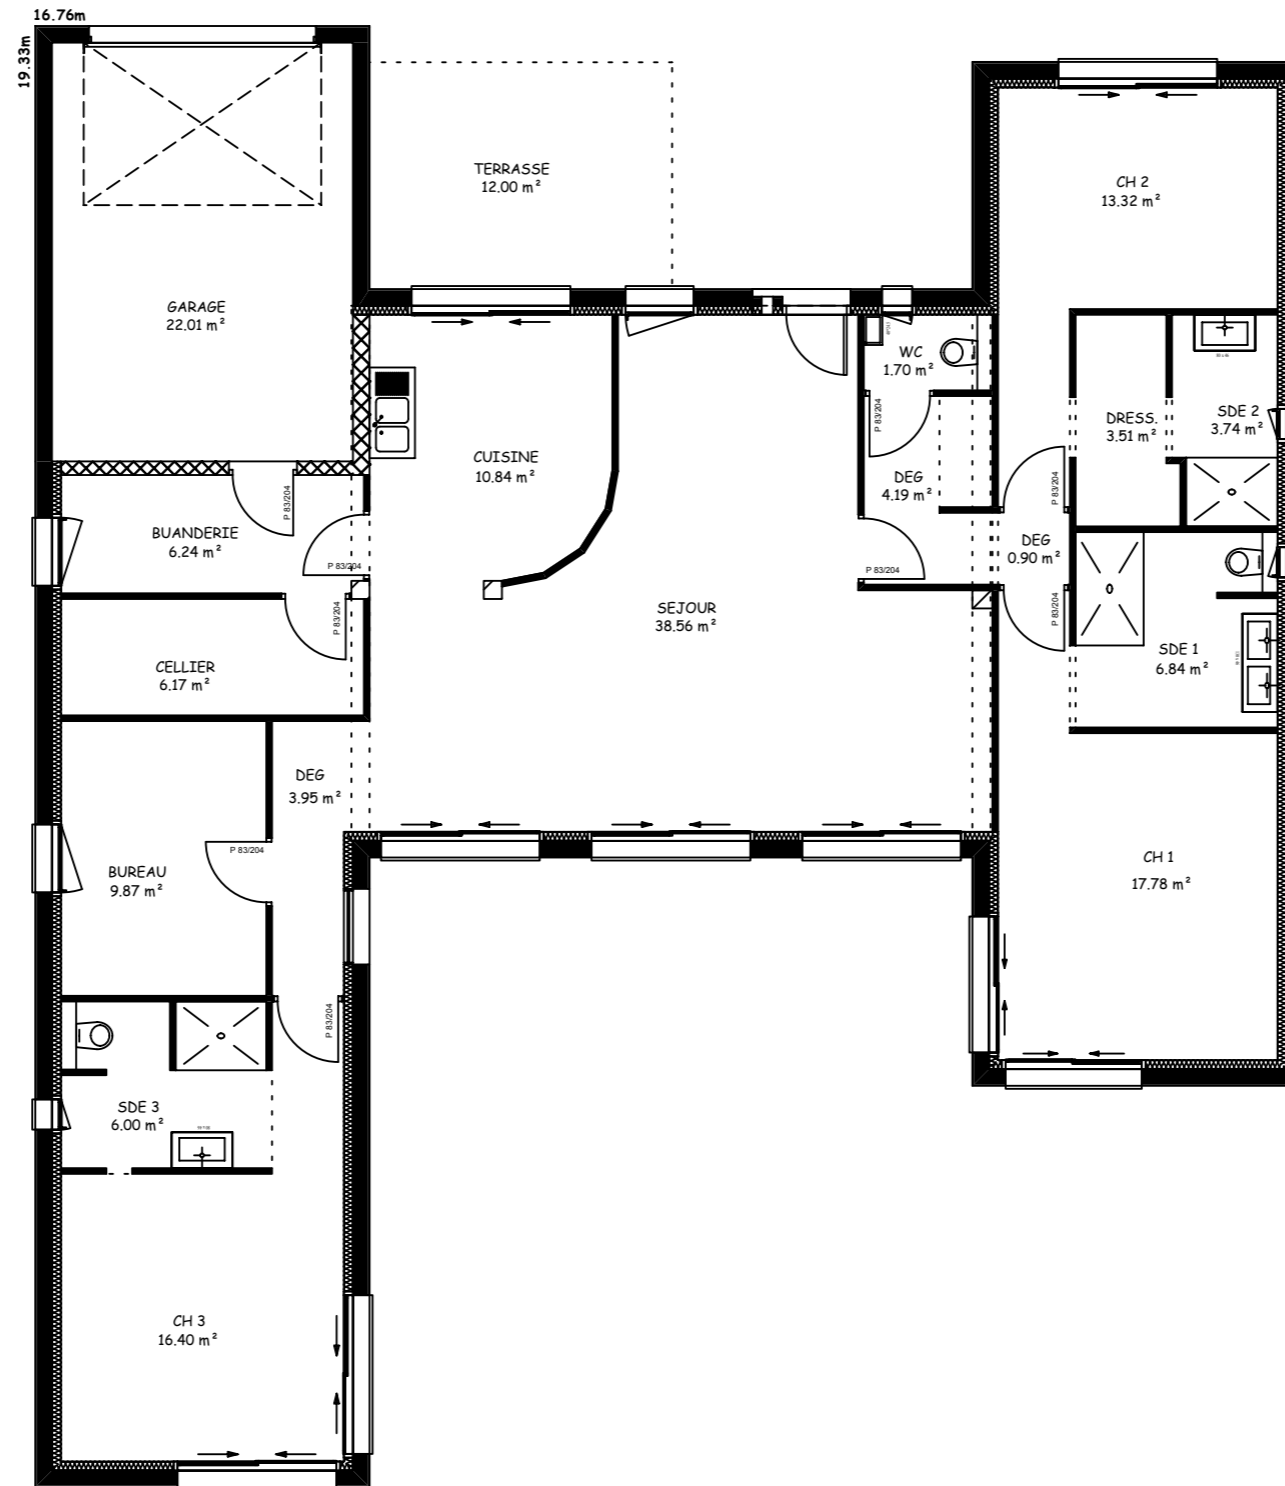 16.76m
19.33m
TERRASSE
12.00 m²
CH 2
13.32 m²
GARAGE
22.01 m²
WC
1.70 m²
P 83/204
DRESS.
3.51 m²
SDE 2
3.74 m²
CUISINE
10.84 m²
DEG
4.19 m²
P 83/204
P 83/204
BUANDERIE
6.24 m²
DEG
0.90 m²
P 83/204
P 83/204
SEJOUR
38.56 m²
P 83/204
P 83/204
SDE 1
6.84 m²
CELLIER
6.17 m²
DEG
3.95 m²
P 83/204
BUREAU
9.87 m²
CH 1
17.78 m²
P 83/204
SDE 3
6.00 m²
CH 3
16.40 m²